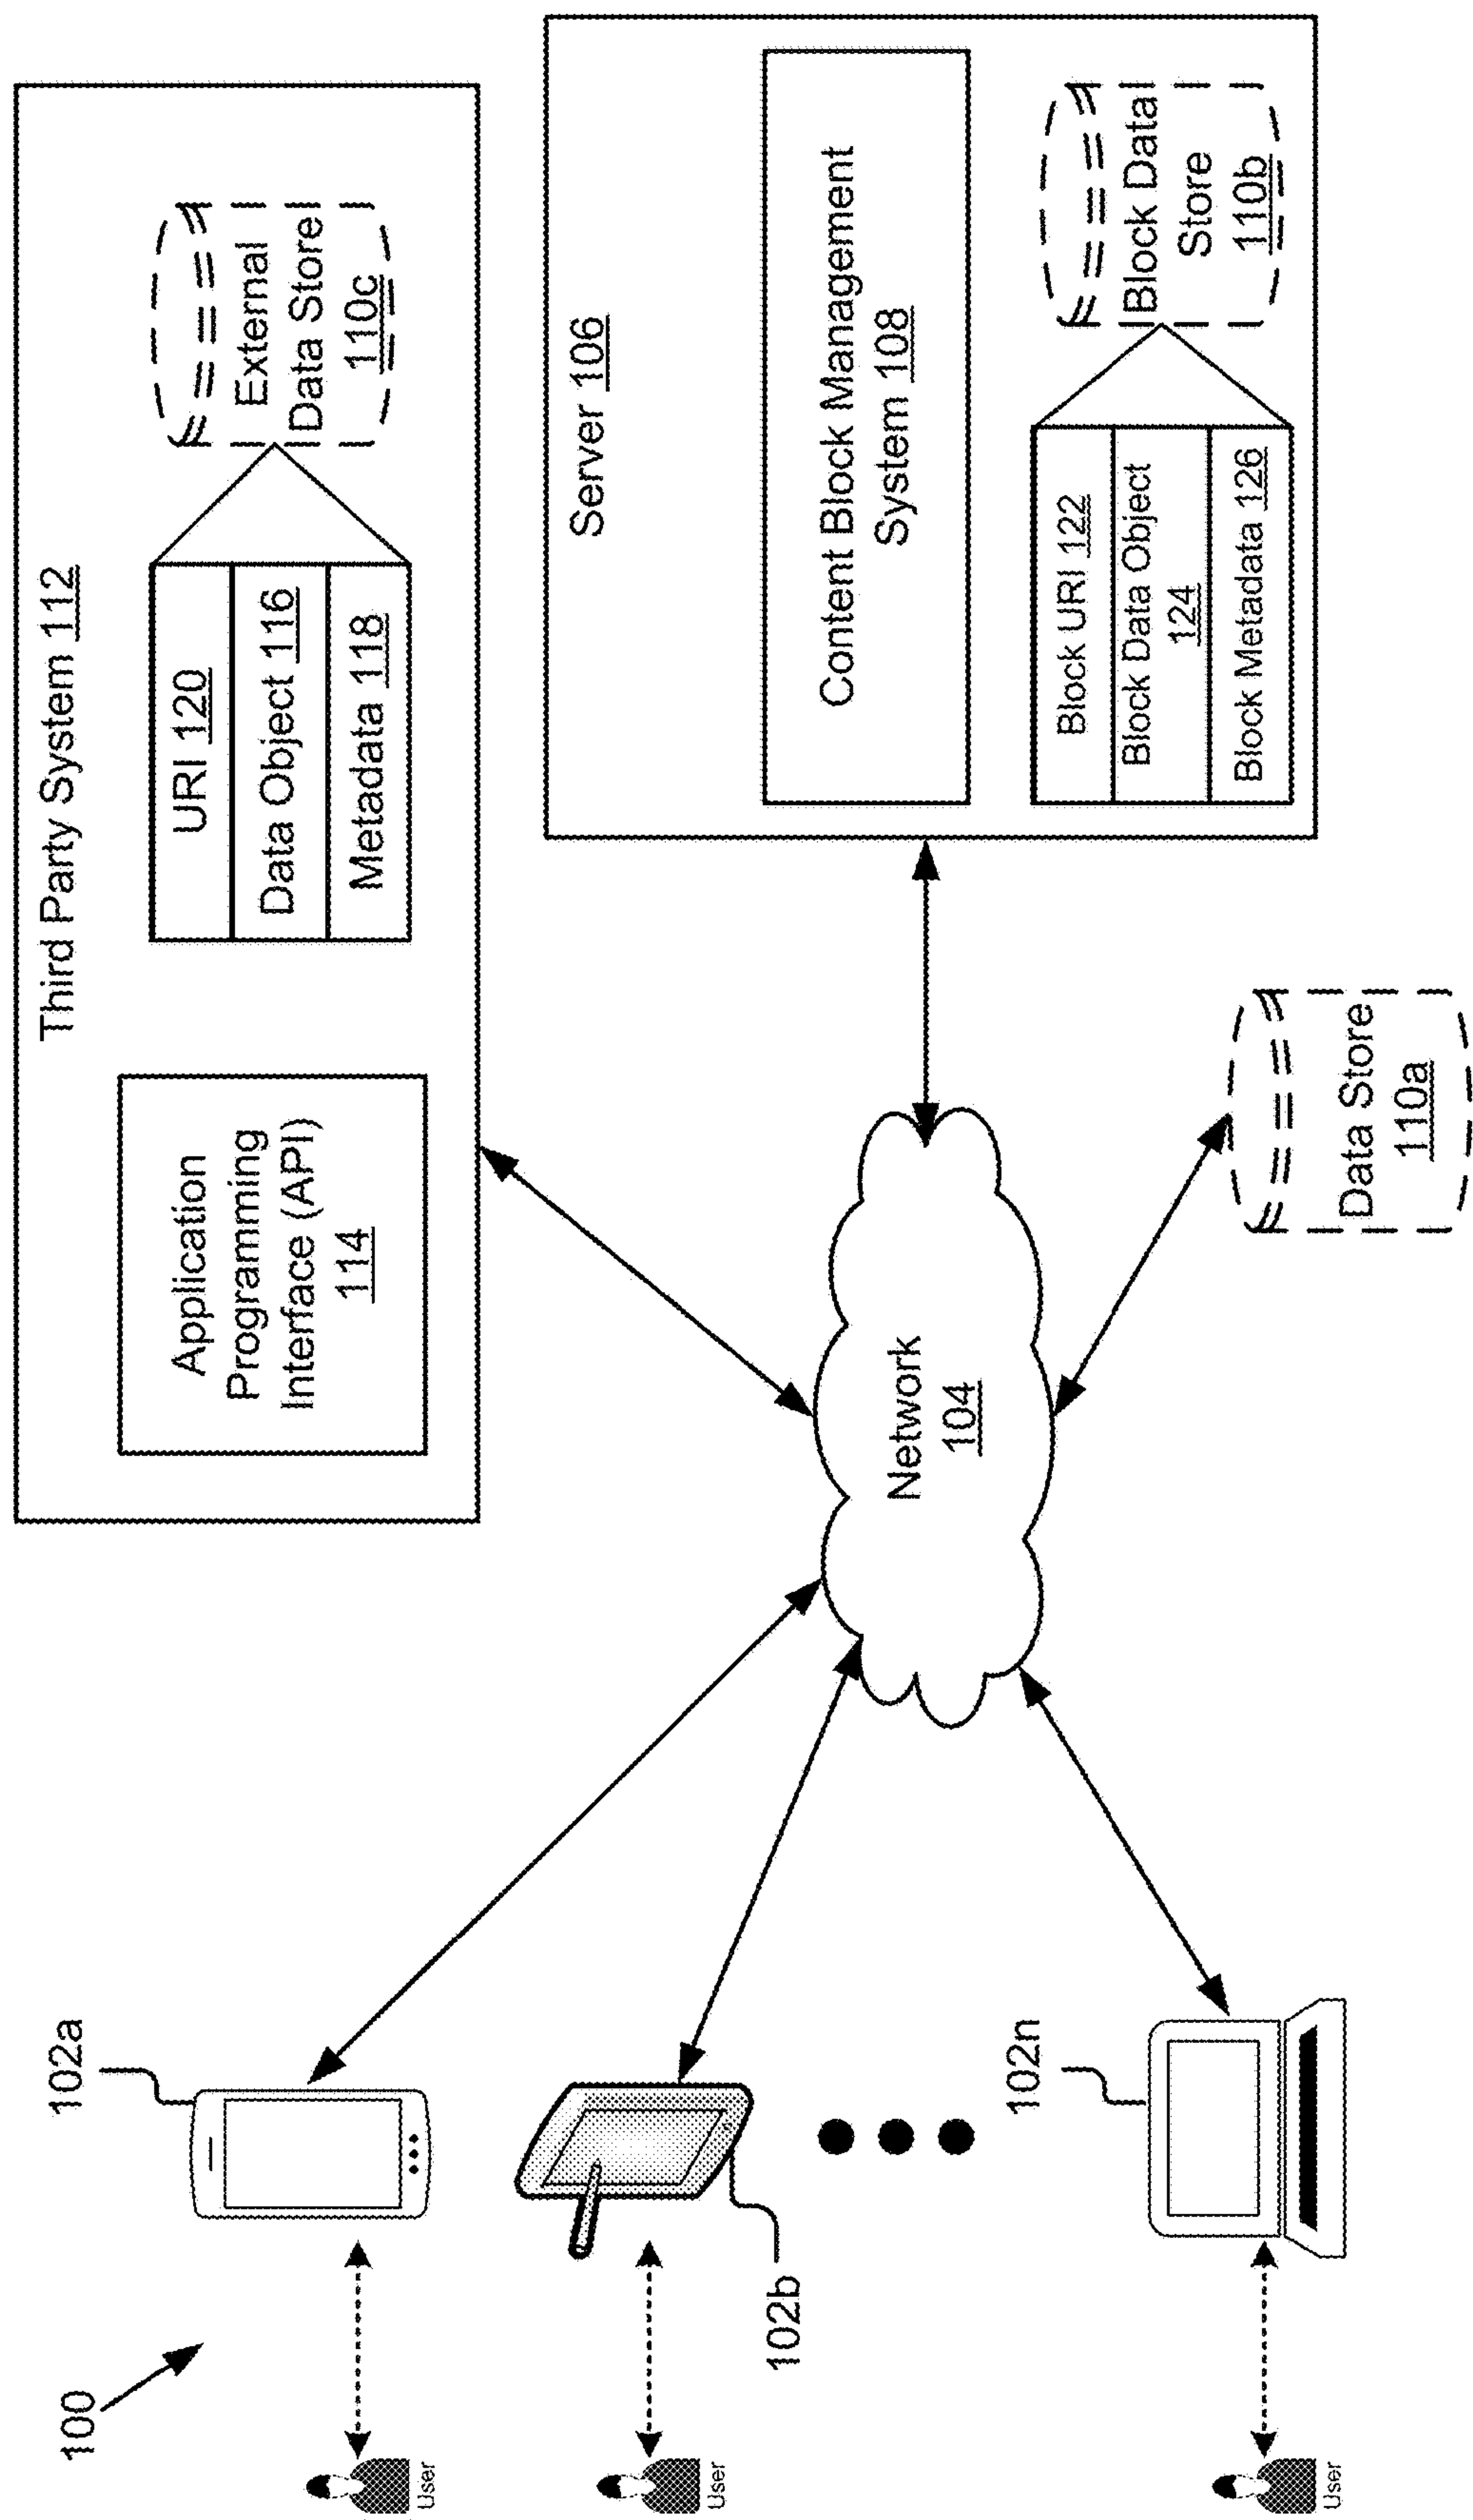 100
102a
102b
102n
User
User
User
Third Party System 112
Application
Programming
Interface (API)
114
URI 120
Data Object 116
Metadata 118
External
Data Store
110c
Network
104
Server 106
Content Block Management
System 108
Block URI 122
Block Data Object
124
Block Metadata 126
Block Data
Store
110b
Data Store
110a